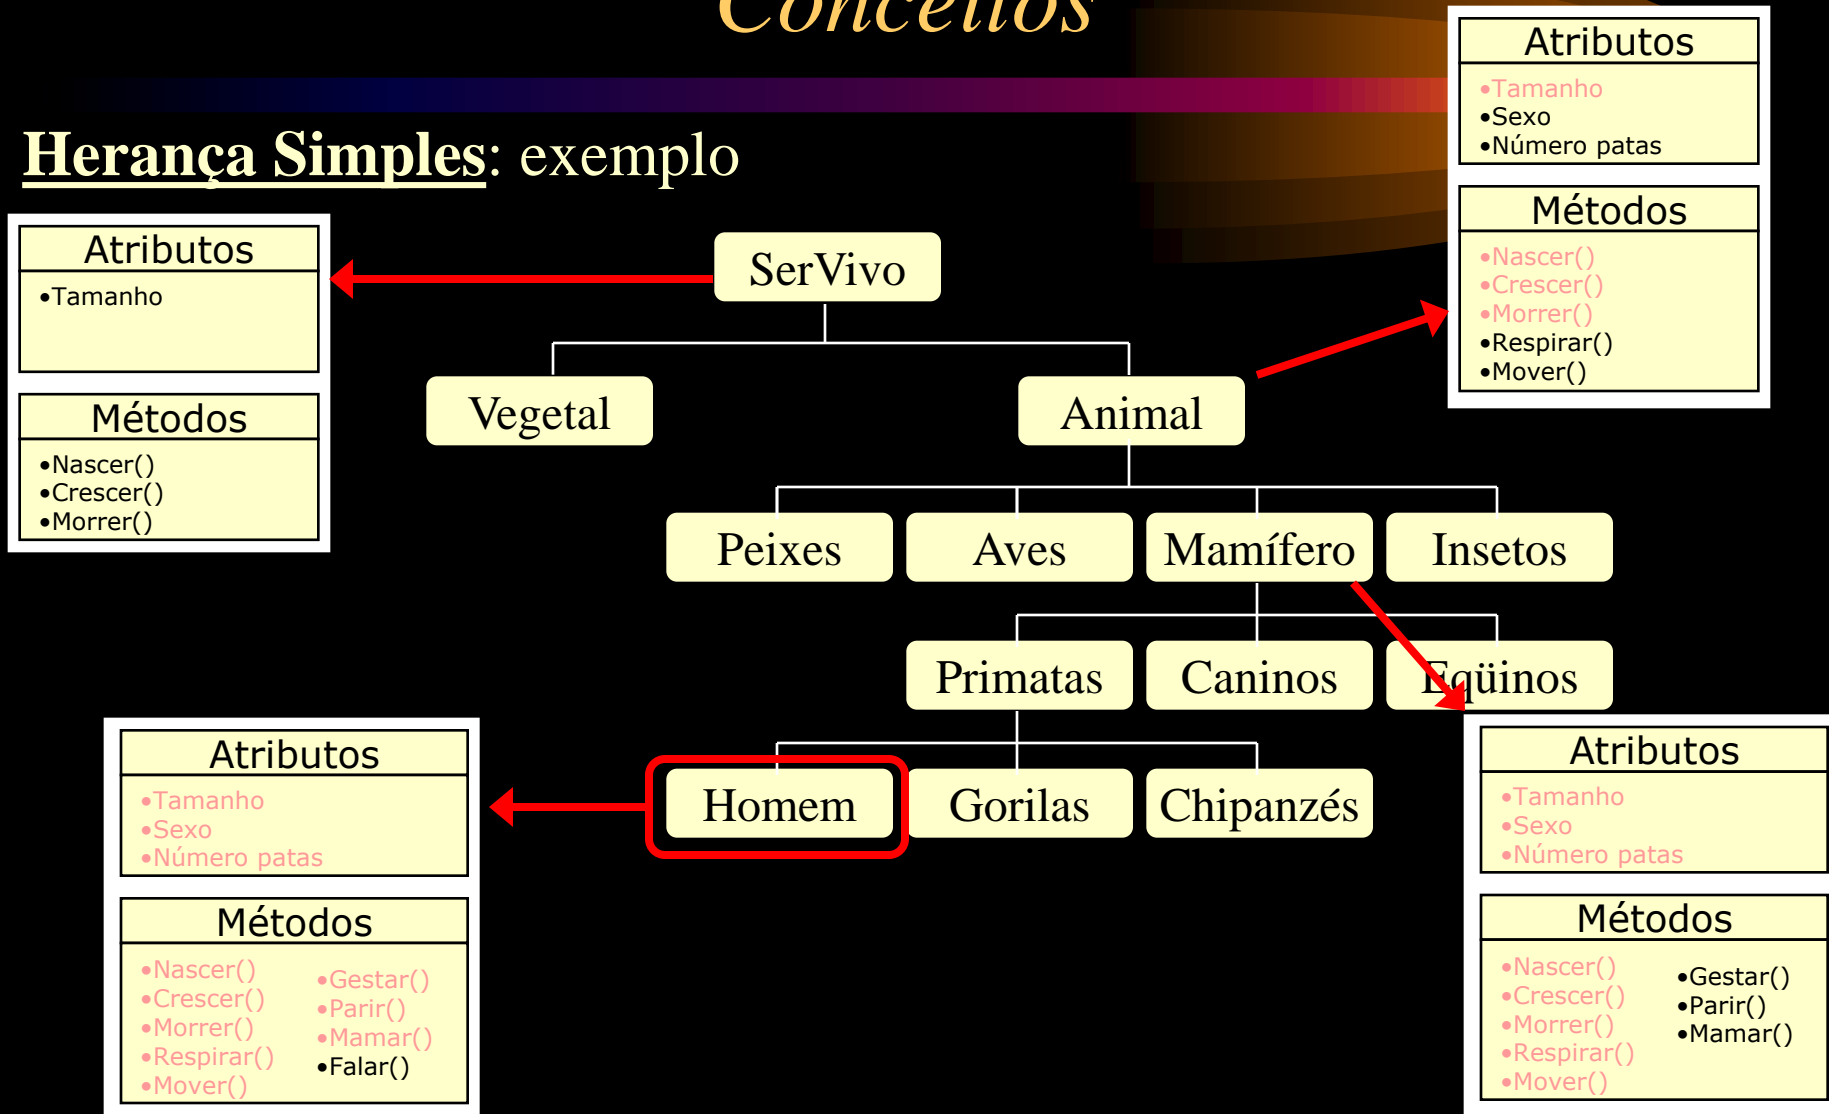 Conceitos
Herança Simples: exemplo
Atributos
•Tamanho
•Sexo
•Número patas
Métodos
•Nascer()
•Crescer()
•Morrer()
•Respirar()
•Mover()
Atributos
•Tamanho
Métodos
•Nascer()
•Crescer()
•Morrer()
SerVivo
Vegetal Animal
Peixes Aves Mamífero Insetos
Primatas Caninos Eqüinos
Homem Gorilas Chipanzés
Atributos
•Tamanho
•Sexo
•Número patas
Métodos
•Nascer()
•Crescer()
•Morrer()
•Respirar()
•Mover()
•Gestar()
•Parir()
•Mamar()
•Falar()
Atributos
•Tamanho
•Sexo
•Número patas
Métodos
•Nascer()
•Crescer()
•Morrer()
•Respirar()
•Mover()
•Gestar()
•Parir()
•Mamar()